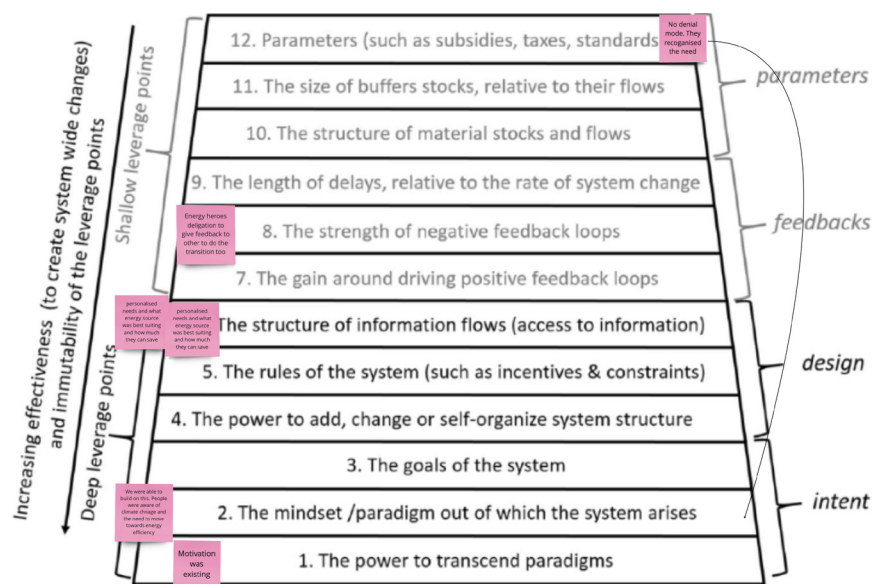 12. Parameters (such as subsidies, taxes, standards
No denial
mode. They
recoganised
the need
11. The size of buffers stocks, relative to their flows
parameters
10. The structure of material stocks and flows
9. The length of delays, relative to the rate of system change
Energy heroes
deligation to
give feedback to
other to do the
transition too
8. The strength of negative feedback loops
feedbacks
7. The gain around driving positive feedback loops
personalised
needs and what
energy source
was best suiting
and how much
they can save
personalised
needs and what
energy source
was best suiting
and how much
they can save
The structure of information flows (access to information)
5. The rules of the system (such as incentives & constraints)
design
4. The power to add, change or self-organize system structure
3. The goals of the system
We were able to
build on this. People
were aware of
climate chnage and
the need to move
towards energy
efficiency
2. The mindset /paradigm out of which the system arises
intent
Motivation
was
existing
1. The power to transcend paradigms
Increasing effectiveness (to create system wide changes)
and immutability of the leverage points
Shallow leverage points
Deep leverage points